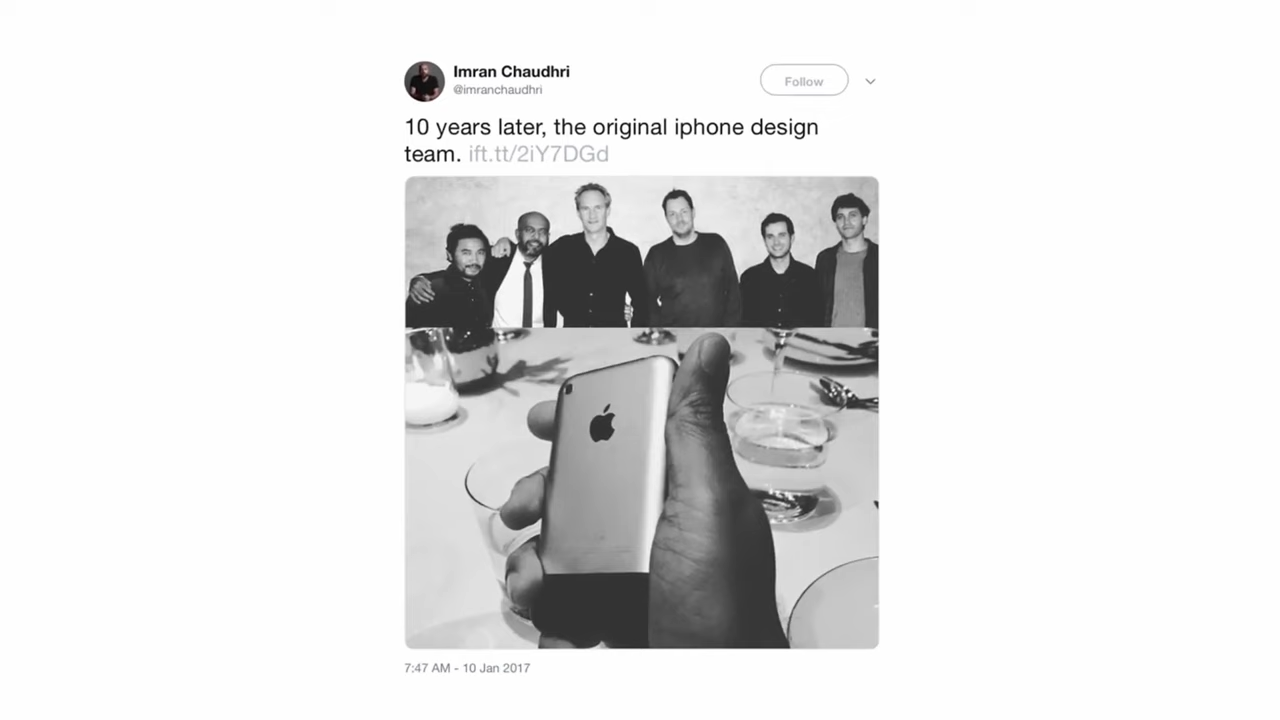 Imran Chaudhri
@imranchaudhri
Follow
10 years later, the original iphone design
team. ift.tt/2iY7DGd
7:47 AM - 10 Jan 2017